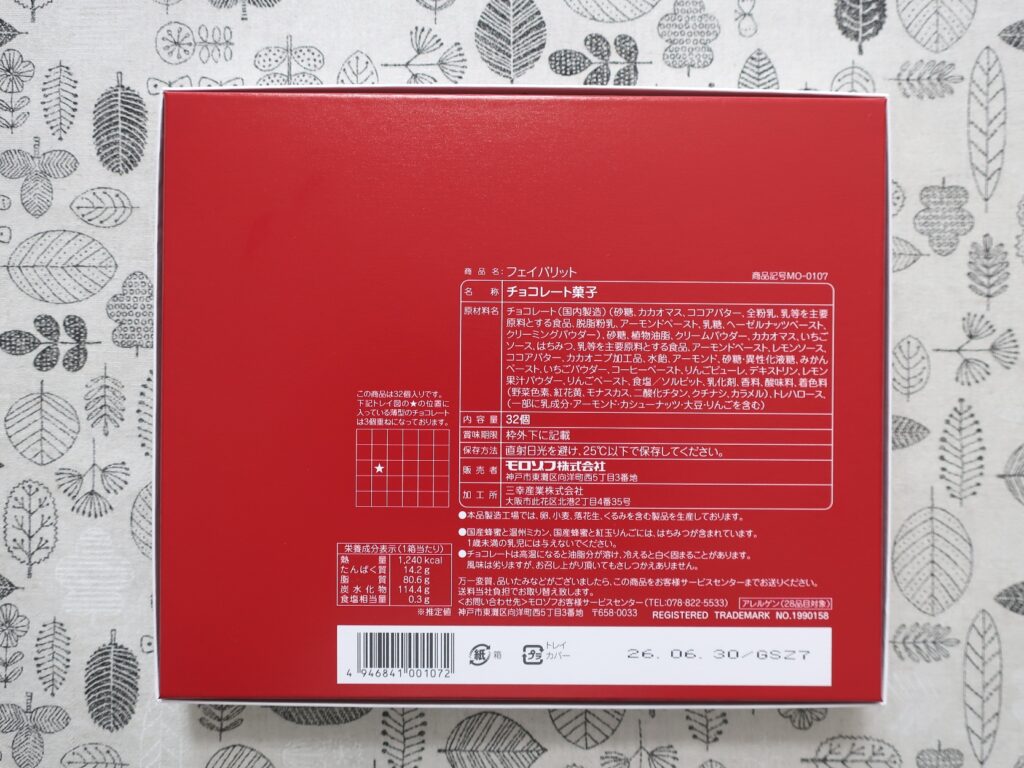 商品名：フェイバリット 商品記号MO-0107
名称 チョコレート菓子
原材料名 チョコレート(国内製造)(砂糖、カカオマス、ココアバター、全粉乳、乳等を主要
原料とする食品、脱脂粉乳、アーモンドペースト、乳糖、ヘーゼルナッツペースト、
クリーミングパウダー)、砂糖、植物油脂、クリームパウダー、カカオマス、いちご
ソース、はちみつ、乳等を主要原料とする食品、アーモンドペースト、レモンソース、
ココアバター、カカオニブ加工品、水飴、アーモンド、砂糖・異性化液糖、みかん
ペースト、いちごパウダー、コーヒーペースト、りんごピューレ、デキストリン、レモン
果汁パウダー、りんごペースト、食塩／ソルビット、乳化剤、香料、酸味料、着色料
(野菜色素、紅花黄、モナスカス、二酸化チタン、クチナシ、カラメル)、トレハロース、
(一部に乳成分・アーモンド・カシューナッツ・大豆・りんごを含む)
内容量 32個
賞味期限 枠外下に記載
保存方法 直射日光を避け、25℃以下で保存してください。
販売者 モロゾフ株式会社
神戸市東灘区向洋町西5丁目3番地
加工所 三幸産業株式会社
大阪市此花区北港2丁目4番35号
この商品は32個入りです。
下記トレイ図の★の位置に
入っている薄型のチョコレート
は3個重ねになっております。
★
●本品製造工場では、卵、小麦、落花生、くるみを含む製品を生産しております。
●国産蜂蜜と温州ミカン、国産蜂蜜と紅玉りんごには、はちみつが含まれています。
1歳未満の乳児には与えないでください。
●チョコレートは高温になると油脂分が溶け、冷えると白く固まることがあります。
風味は劣りますが、お召し上がり頂いてもさしつかえありません。
万一変質、品いたみなどがございましたら、この商品をお客様サービスセンターまでお送りください。
送料当社負担でお取り替え致します。
<お問い合わせ先>モロゾフお客様サービスセンター(TEL:078-822-5533) アレルゲン(28品目対象)
神戸市東灘区向洋町西5丁目3番地 〒658-0033 REGISTERED TRADEMARK NO.1990158
栄養成分表示(1箱当たり)
熱量 1,240 kcal
たんぱく質 14.2 g
脂質 80.6 g
炭水化物 114.4 g
食塩相当量 0.3 g
※推定値
4 946841 001072
紙 箱
プラ トレイ
カバー
26. 06. 30/GSZ7